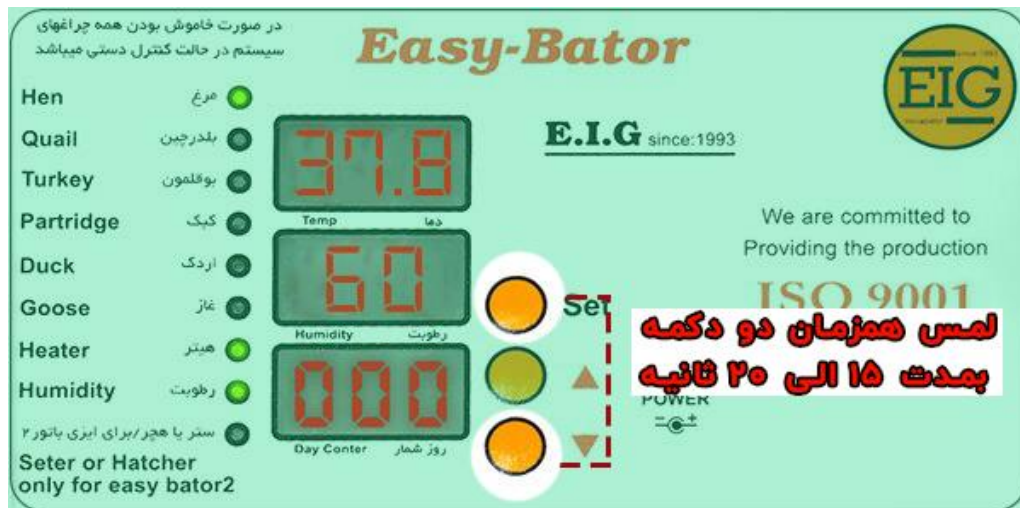 در صورت خاموش بودن همه چراغهای
سیستم در حالت کنترل دستی میباشد
Easy-Bator
since 1993
EIG
E.I.G since:1993
Hen مرغ
Quail بلدرچین
Turkey بوقلمون
Partridge کبک
Duck اردک
Goose غاز
Heater هیتر
Humidity رطوبت
ستر یا هچر/برای ایزی باتور ۲
Seter or Hatcher
only for easy bator2
37.8
Temp دما
60
Humidity رطوبت
000
Day Conter روز شمار
Set
We are committed to
Providing the production
ISO 9001
لمس همزمان دو دکمه
بمدت ۱۵ الی ۲۰ ثانیه
POWER